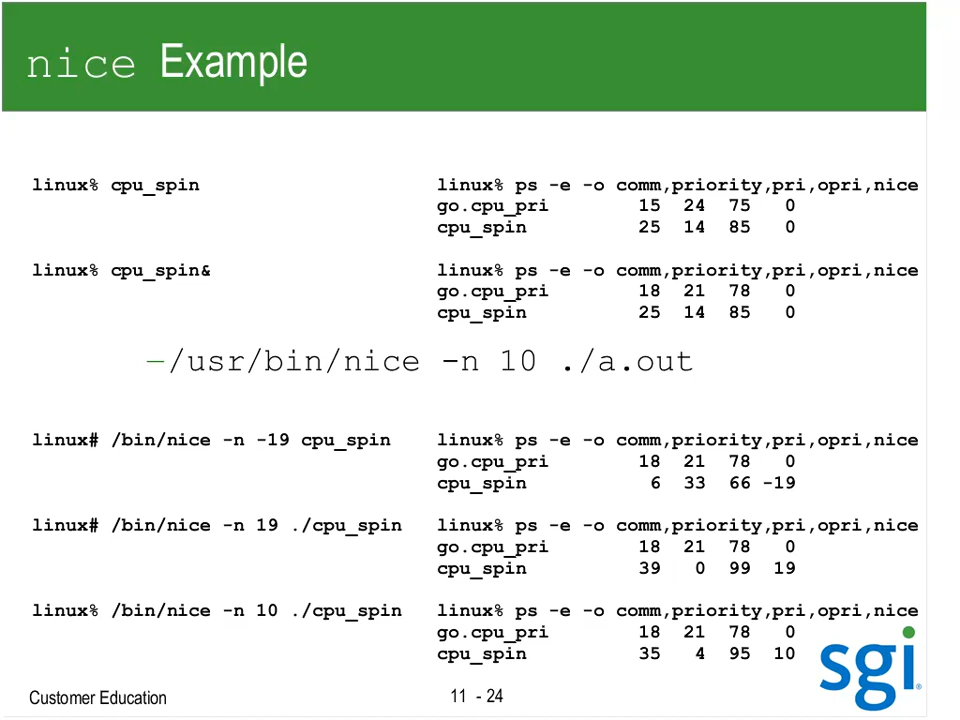 nice Example
linux% cpu_spin linux% ps -e -o comm,priority,pri,opri,nice
go.cpu_pri 15 24 75 0
cpu_spin 25 14 85 0
linux% cpu_spin& linux% ps -e -o comm,priority,pri,opri,nice
go.cpu_pri 18 21 78 0
cpu_spin 25 14 85 0
–/usr/bin/nice -n 10 ./a.out
linux# /bin/nice -n -19 cpu_spin linux% ps -e -o comm,priority,pri,opri,nice
go.cpu_pri 18 21 78 0
cpu_spin 6 33 66 -19
linux# /bin/nice -n 19 ./cpu_spin linux% ps -e -o comm,priority,pri,opri,nice
go.cpu_pri 18 21 78 0
cpu_spin 39 0 99 19
linux% /bin/nice -n 10 ./cpu_spin linux% ps -e -o comm,priority,pri,opri,nice
go.cpu_pri 18 21 78 0
cpu_spin 35 4 95 10
sgi®
Customer Education 11 - 24